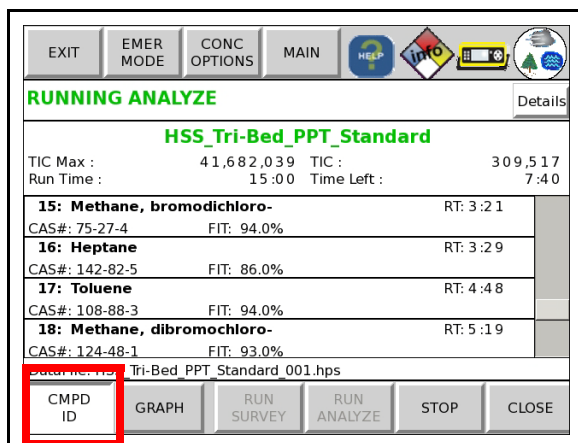 EXIT
EMER
MODE
CONC
OPTIONS
MAIN
HELP
info
RUNNING ANALYZE
Details
HSS_Tri-Bed_PPT_Standard
TIC Max : 41,682,039 TIC : 309,517
Run Time : 15:00 Time Left : 7:40
15: Methane, bromodichloro- RT: 3:21
CAS#: 75-27-4 FIT: 94.0%
16: Heptane RT: 3:29
CAS#: 142-82-5 FIT: 86.0%
17: Toluene RT: 4:48
CAS#: 108-88-3 FIT: 94.0%
18: Methane, dibromochloro- RT: 5:19
CAS#: 124-48-1 FIT: 93.0%
DataFile: HSS_Tri-Bed_PPT_Standard_001.hps
CMPD
ID
GRAPH
RUN
SURVEY
RUN
ANALYZE
STOP
CLOSE